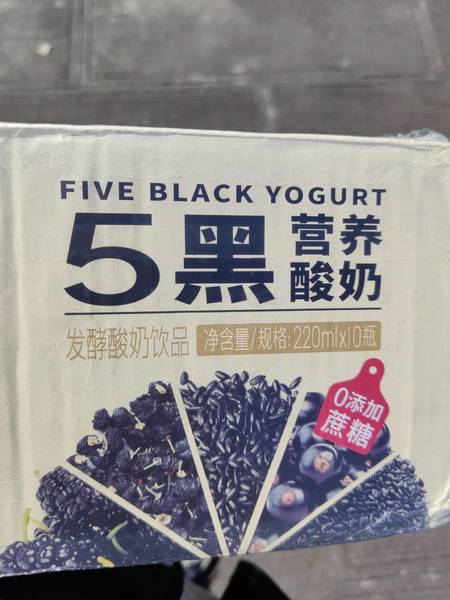 FIVE BLACK YOGURT
5黑 营养
酸奶
发酵酸奶饮品 净含量/规格:220mlx10瓶
0添加
蔗糖